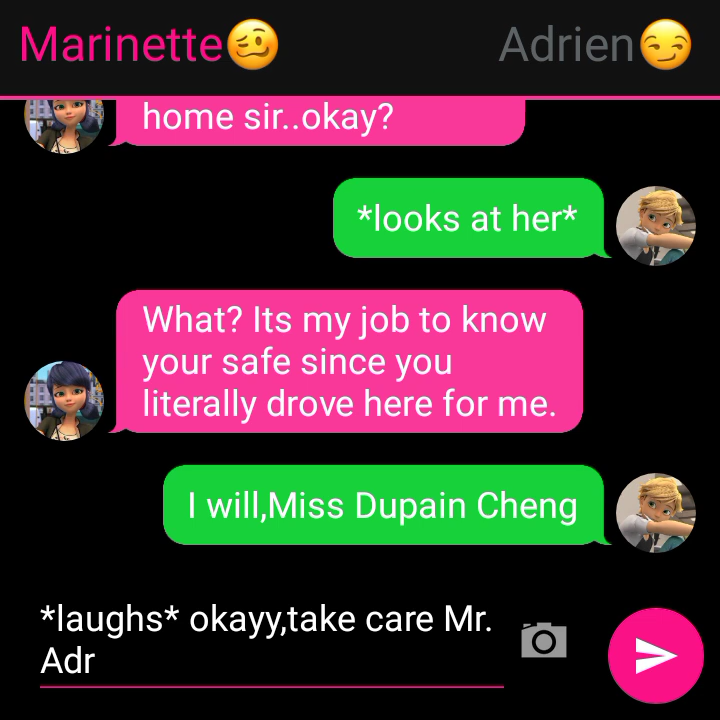 Marinette🥴 Adrien😏
home sir..okay?
*looks at her*
What? Its my job to know
your safe since you
literally drove here for me.
I will,Miss Dupain Cheng
*laughs* okayy,take care Mr.
Adr